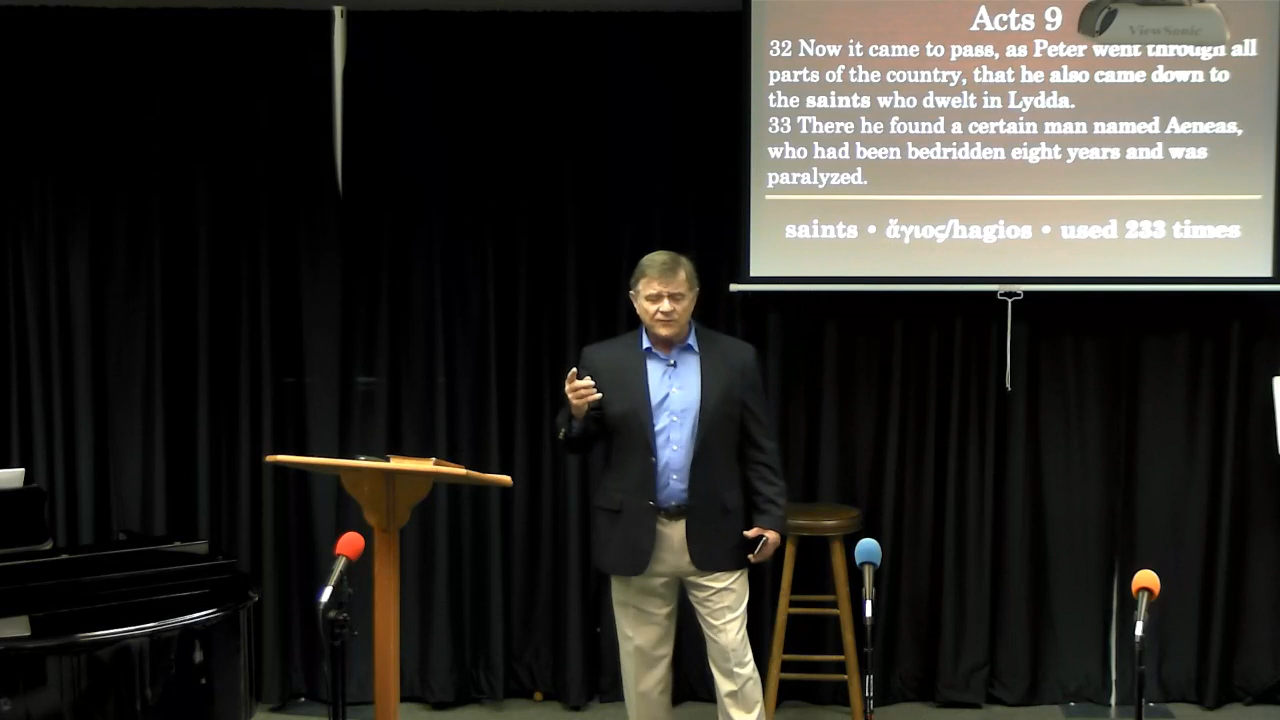 Acts 9
ViewSonic
32 Now it came to pass, as Peter went through all
parts of the country, that he also came down to
the saints who dwelt in Lydda.
33 There he found a certain man named Aeneas,
who had been bedridden eight years and was
paralyzed.
saints • ἅγιος/hagios • used 233 times